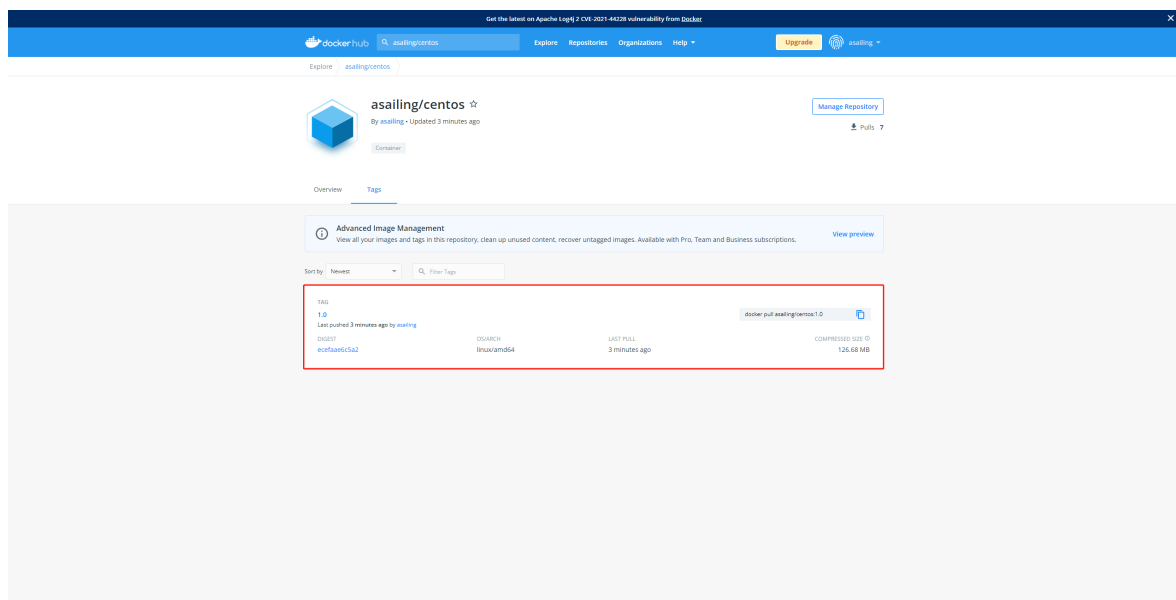 Get the latest on Apache Log4j 2 CVE-2021-44228 vulnerability from Docker
docker hub asailing/centos Explore Repositories Organizations Help Upgrade asailing
Explore asailing/centos
asailing/centos
Manage Repository
By asailing • Updated 3 minutes ago
Pulls 7
Container
Overview Tags
Advanced Image Management
View all your images and tags in this repository, clean up unused content, recover untagged images. Available with Pro, Team and Business subscriptions.
View preview
Sort by Newest Filter Tags
TAG
1.0
docker pull asailing/centos:1.0
Last pushed 3 minutes ago by asailing
DIGEST OS/ARCH LAST PULL COMPRESSED SIZE
ecefaae6c5a2 linux/amd64 3 minutes ago 126.68 MB